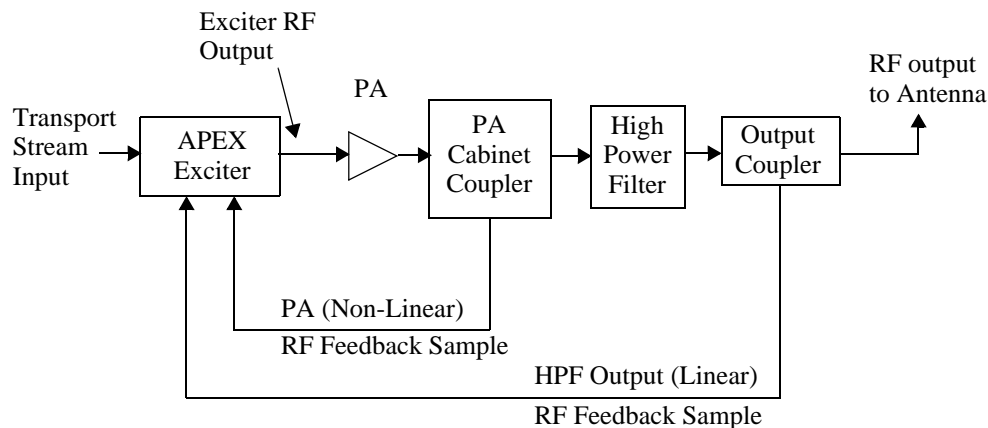 Exciter RF
Output
PA
RF output
to Antenna
Transport
Stream
Input
APEX
Exciter
PA
Cabinet
Coupler
High
Power
Filter
Output
Coupler
PA (Non-Linear)
RF Feedback Sample
HPF Output (Linear)
RF Feedback Sample